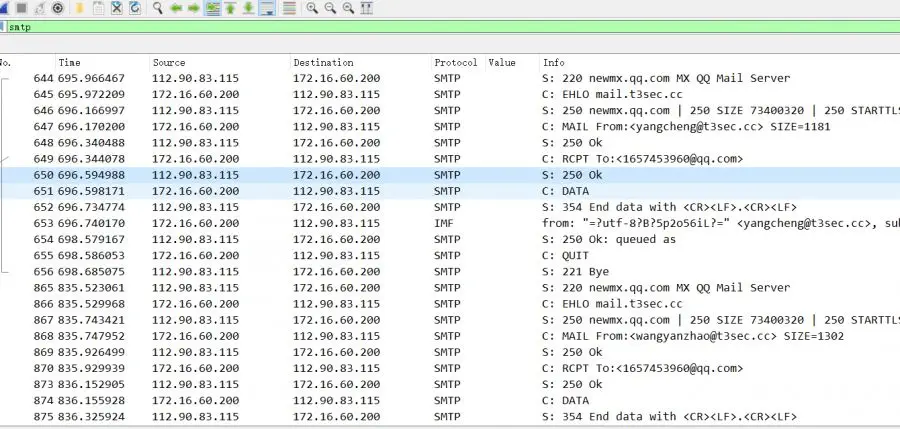 smtp
No. Time Source Destination Protocol Value Info
644 695.966467 112.90.83.115 172.16.60.200 SMTP S: 220 newmx.qq.com MX QQ Mail Server
645 695.972209 172.16.60.200 112.90.83.115 SMTP C: EHLO mail.t3sec.cc
646 696.166997 112.90.83.115 172.16.60.200 SMTP S: 250 newmx.qq.com | 250 SIZE 73400320 | 250 STARTTLS
647 696.170200 172.16.60.200 112.90.83.115 SMTP C: MAIL From:<yangcheng@t3sec.cc> SIZE=1181
648 696.340488 112.90.83.115 172.16.60.200 SMTP S: 250 Ok
649 696.344078 172.16.60.200 112.90.83.115 SMTP C: RCPT To:<1657453960@qq.com>
650 696.594988 112.90.83.115 172.16.60.200 SMTP S: 250 Ok
651 696.598171 172.16.60.200 112.90.83.115 SMTP C: DATA
652 696.734774 112.90.83.115 172.16.60.200 SMTP S: 354 End data with <CR><LF>.<CR><LF>
653 696.740170 172.16.60.200 112.90.83.115 IMF from: "=?utf-8?B?5p2o56iL?=" <yangcheng@t3sec.cc>, sul
654 698.579167 112.90.83.115 172.16.60.200 SMTP S: 250 Ok: queued as
655 698.586053 172.16.60.200 112.90.83.115 SMTP C: QUIT
656 698.685075 112.90.83.115 172.16.60.200 SMTP S: 221 Bye
865 835.523061 112.90.83.115 172.16.60.200 SMTP S: 220 newmx.qq.com MX QQ Mail Server
866 835.529968 172.16.60.200 112.90.83.115 SMTP C: EHLO mail.t3sec.cc
867 835.743421 112.90.83.115 172.16.60.200 SMTP S: 250 newmx.qq.com | 250 SIZE 73400320 | 250 STARTTLS
868 835.747952 172.16.60.200 112.90.83.115 SMTP C: MAIL From:<wangyanzhao@t3sec.cc> SIZE=1302
869 835.926499 112.90.83.115 172.16.60.200 SMTP S: 250 Ok
870 835.929939 172.16.60.200 112.90.83.115 SMTP C: RCPT To:<1657453960@qq.com>
873 836.152905 112.90.83.115 172.16.60.200 SMTP S: 250 Ok
874 836.155928 172.16.60.200 112.90.83.115 SMTP C: DATA
875 836.325924 112.90.83.115 172.16.60.200 SMTP S: 354 End data with <CR><LF>.<CR><LF>